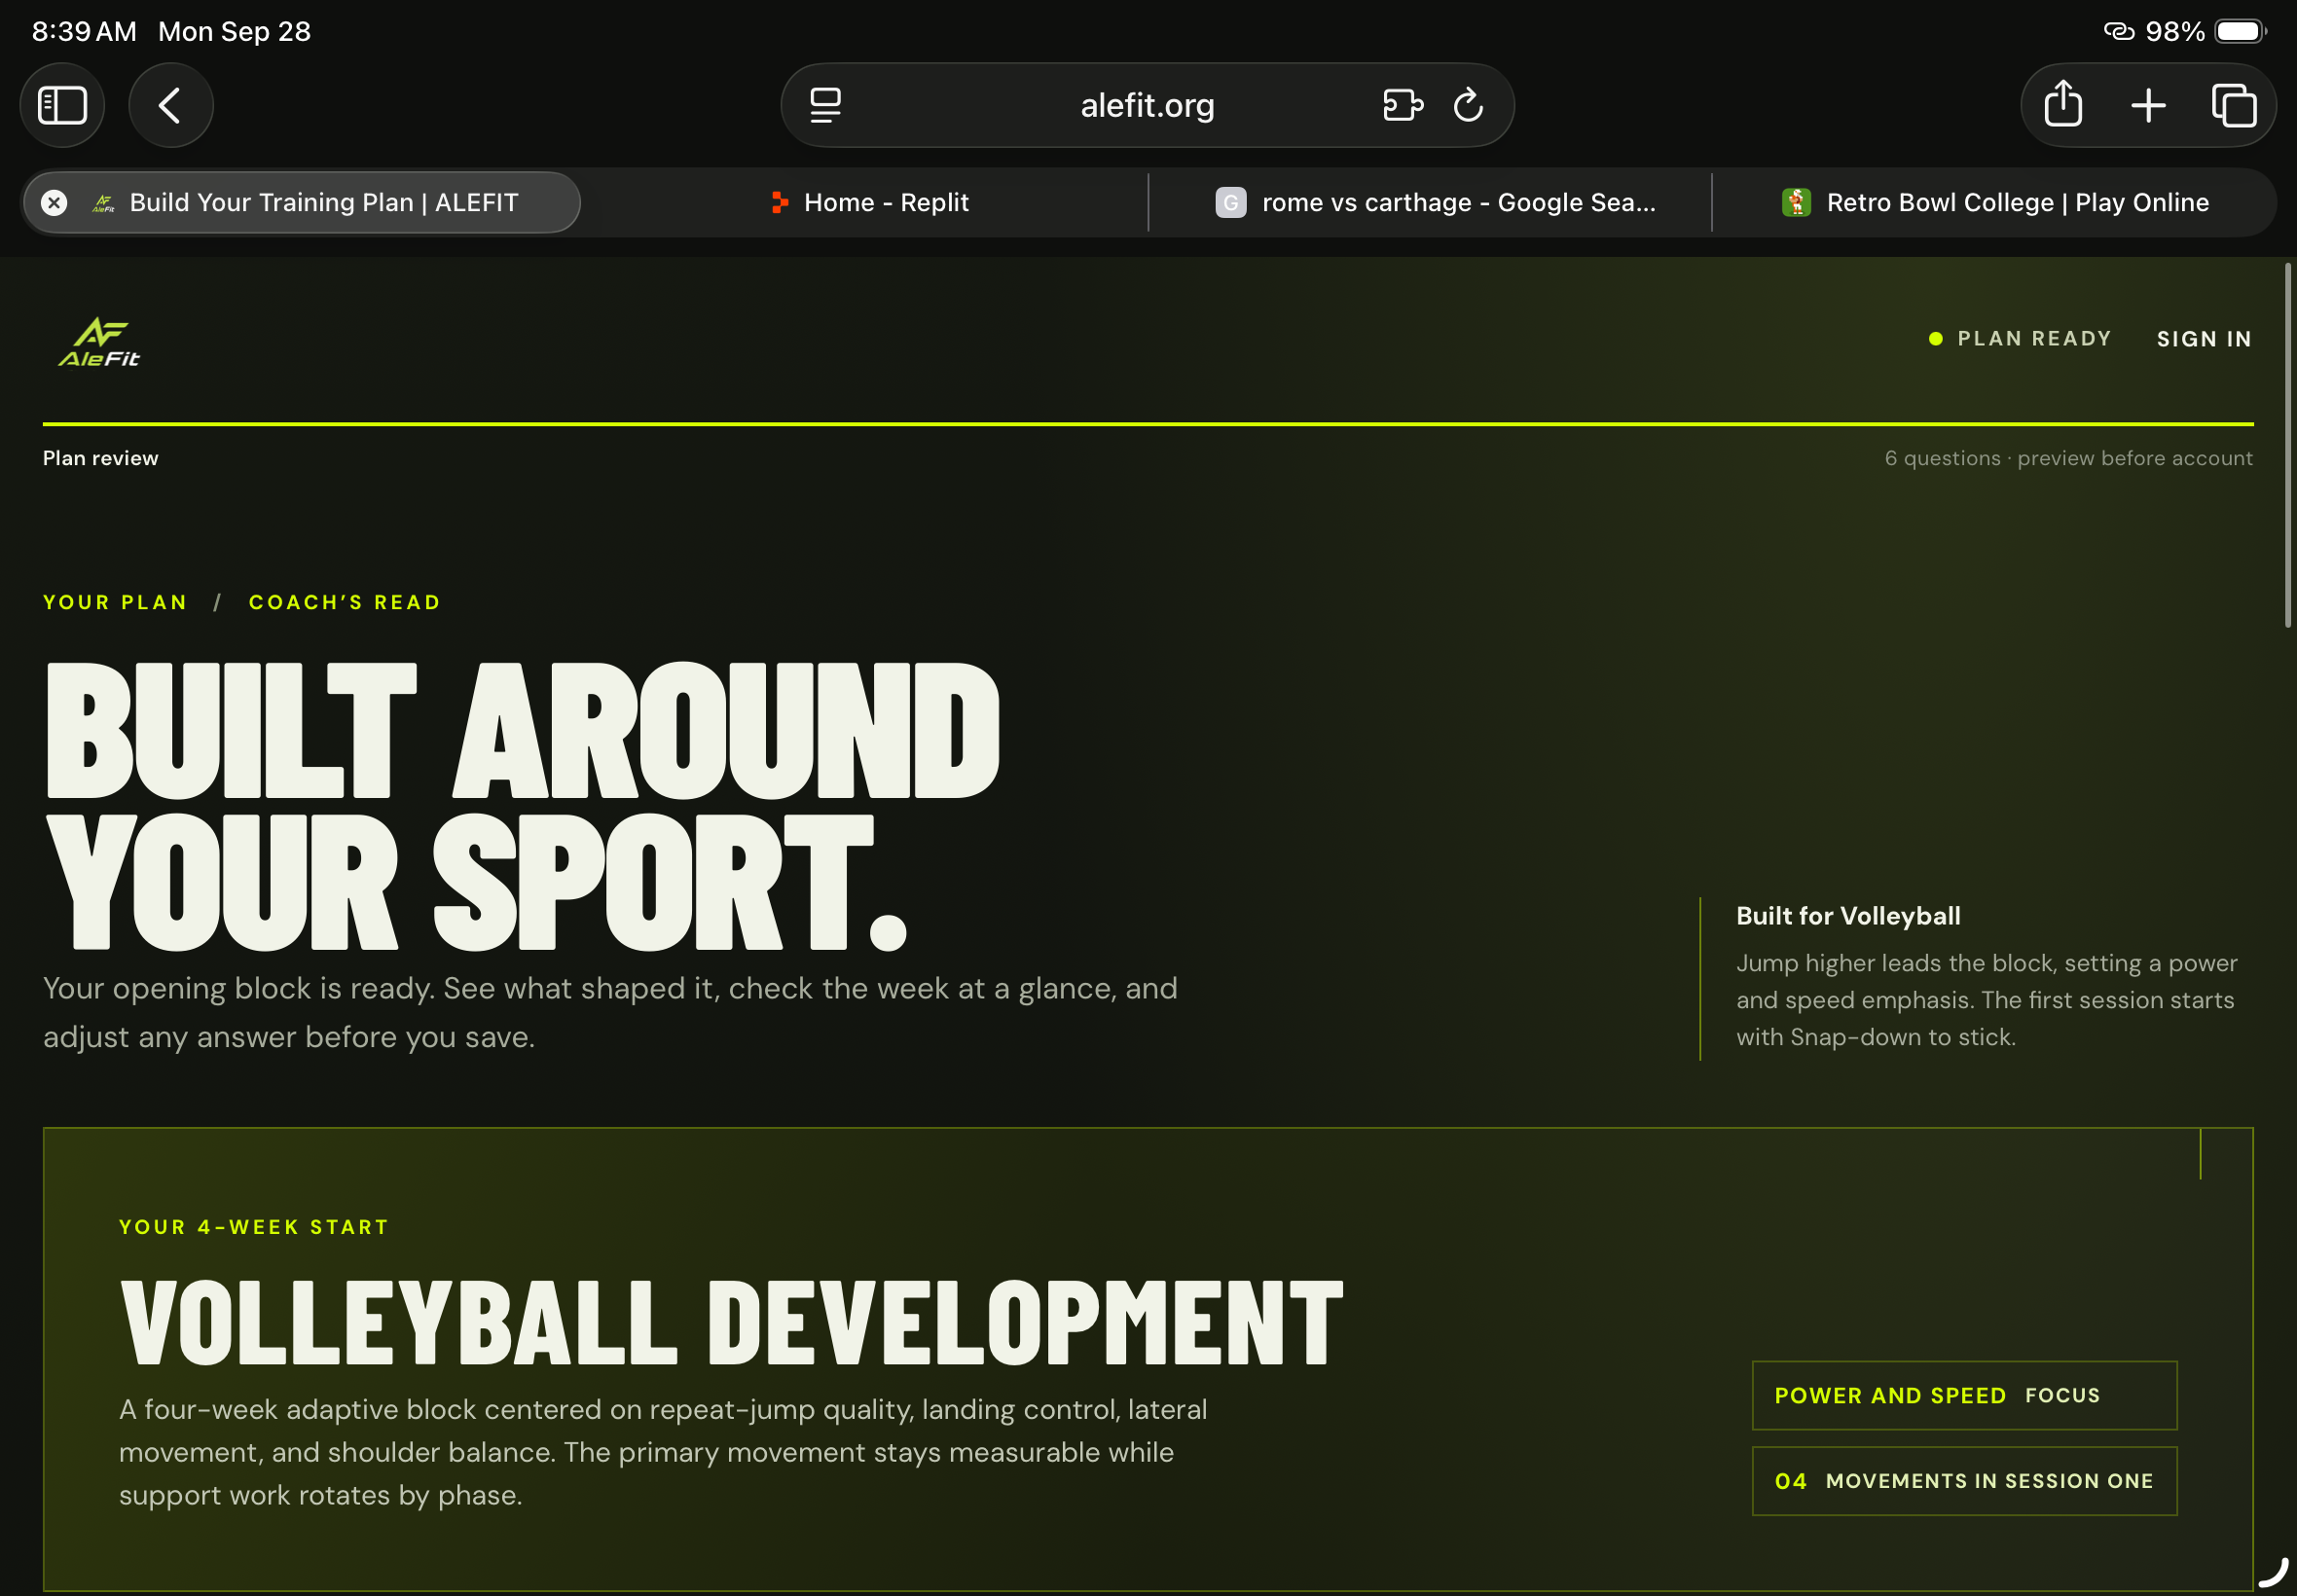 8:39 AM Mon Sep 28
98%
alefit.org
Build Your Training Plan | ALEFIT
Home - Replit
G rome vs carthage - Google Sea...
Retro Bowl College | Play Online
AF
AleFit
PLAN READY
SIGN IN
Plan review
6 questions · preview before account
YOUR PLAN / COACH’S READ
BUILT AROUND
YOUR SPORT.
Your opening block is ready. See what shaped it, check the week at a glance, and
adjust any answer before you save.
Built for Volleyball
Jump higher leads the block, setting a power
and speed emphasis. The first session starts
with Snap-down to stick.
YOUR 4-WEEK START
VOLLEYBALL DEVELOPMENT
A four-week adaptive block centered on repeat-jump quality, landing control, lateral
movement, and shoulder balance. The primary movement stays measurable while
support work rotates by phase.
POWER AND SPEED FOCUS
04 MOVEMENTS IN SESSION ONE